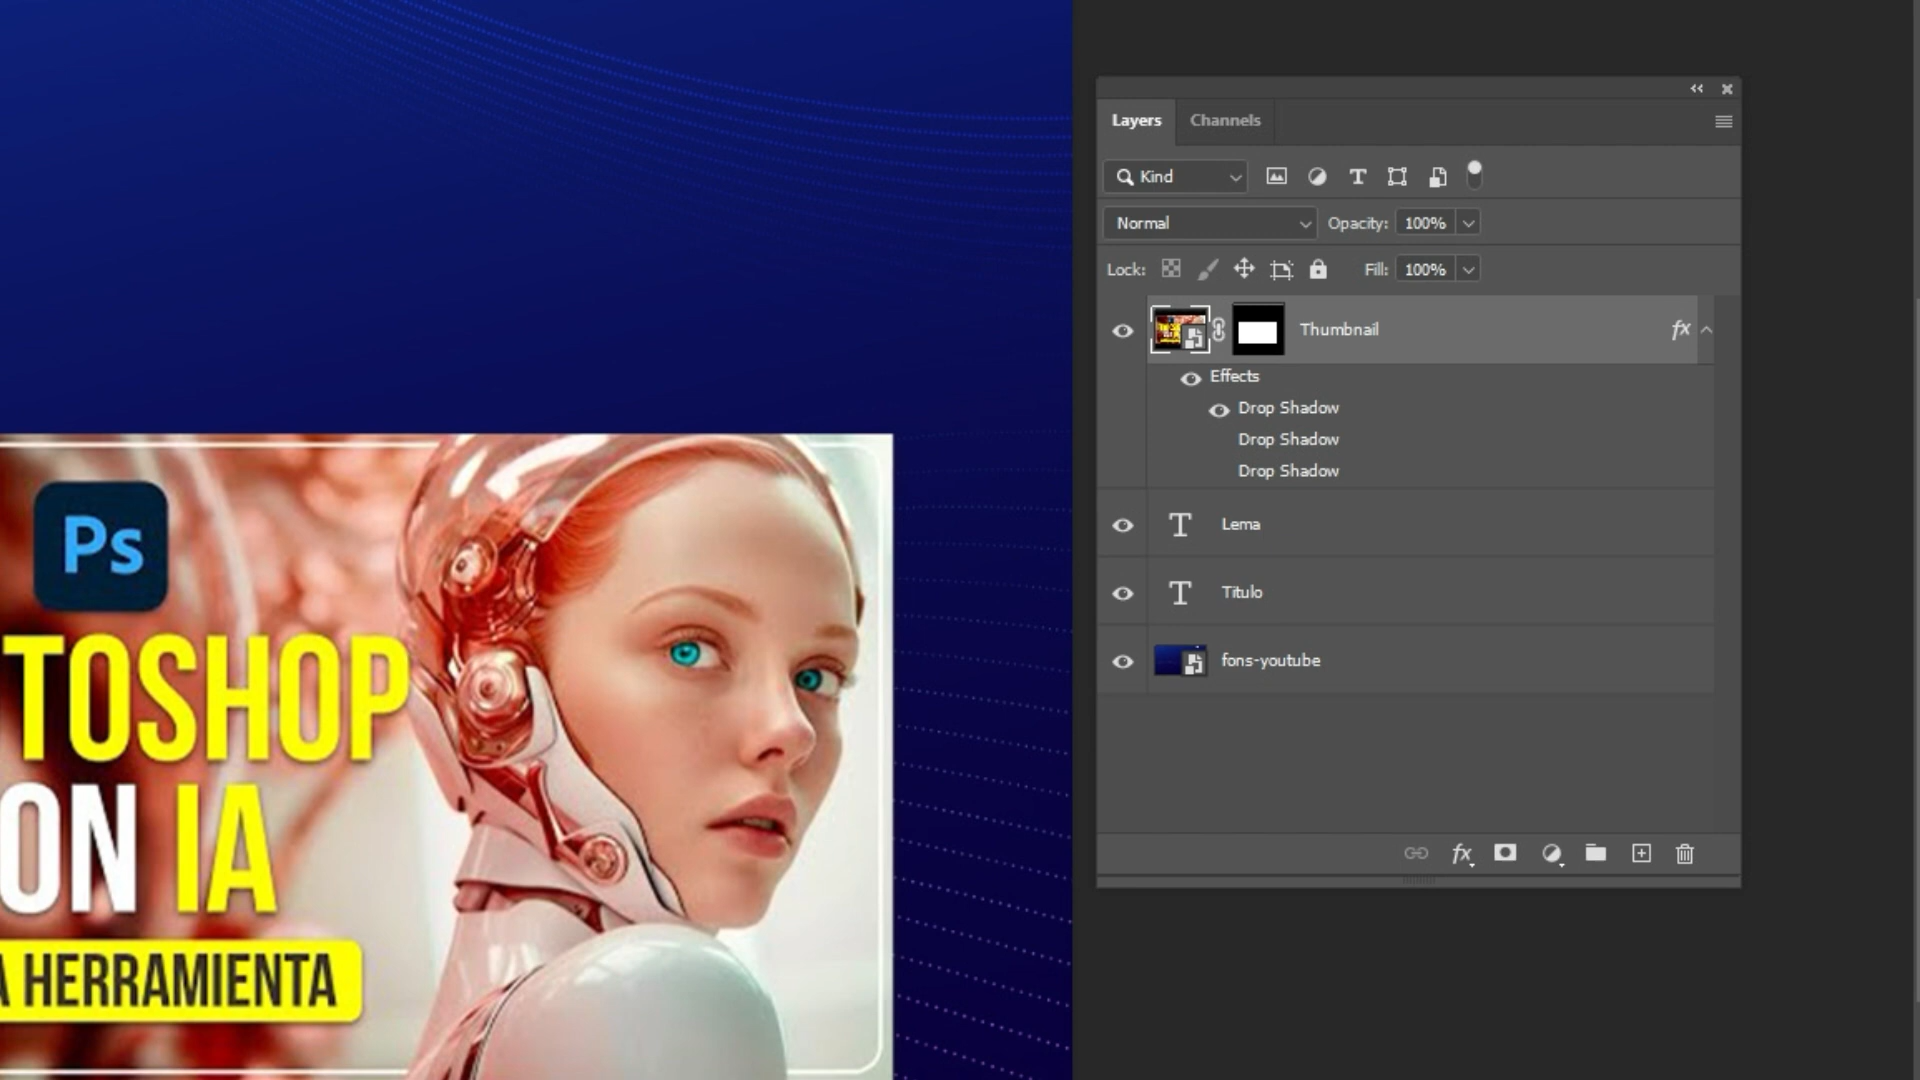 Layers
Channels
Kind
Normal
Opacity: 100%
Lock:
Fill: 100%
Thumbnail
fx
Effects
Drop Shadow
Drop Shadow
Drop Shadow
Lema
Titulo
fons-youtube
fx
Ps
TOSHOP
ON IA
A HERRAMIENTA